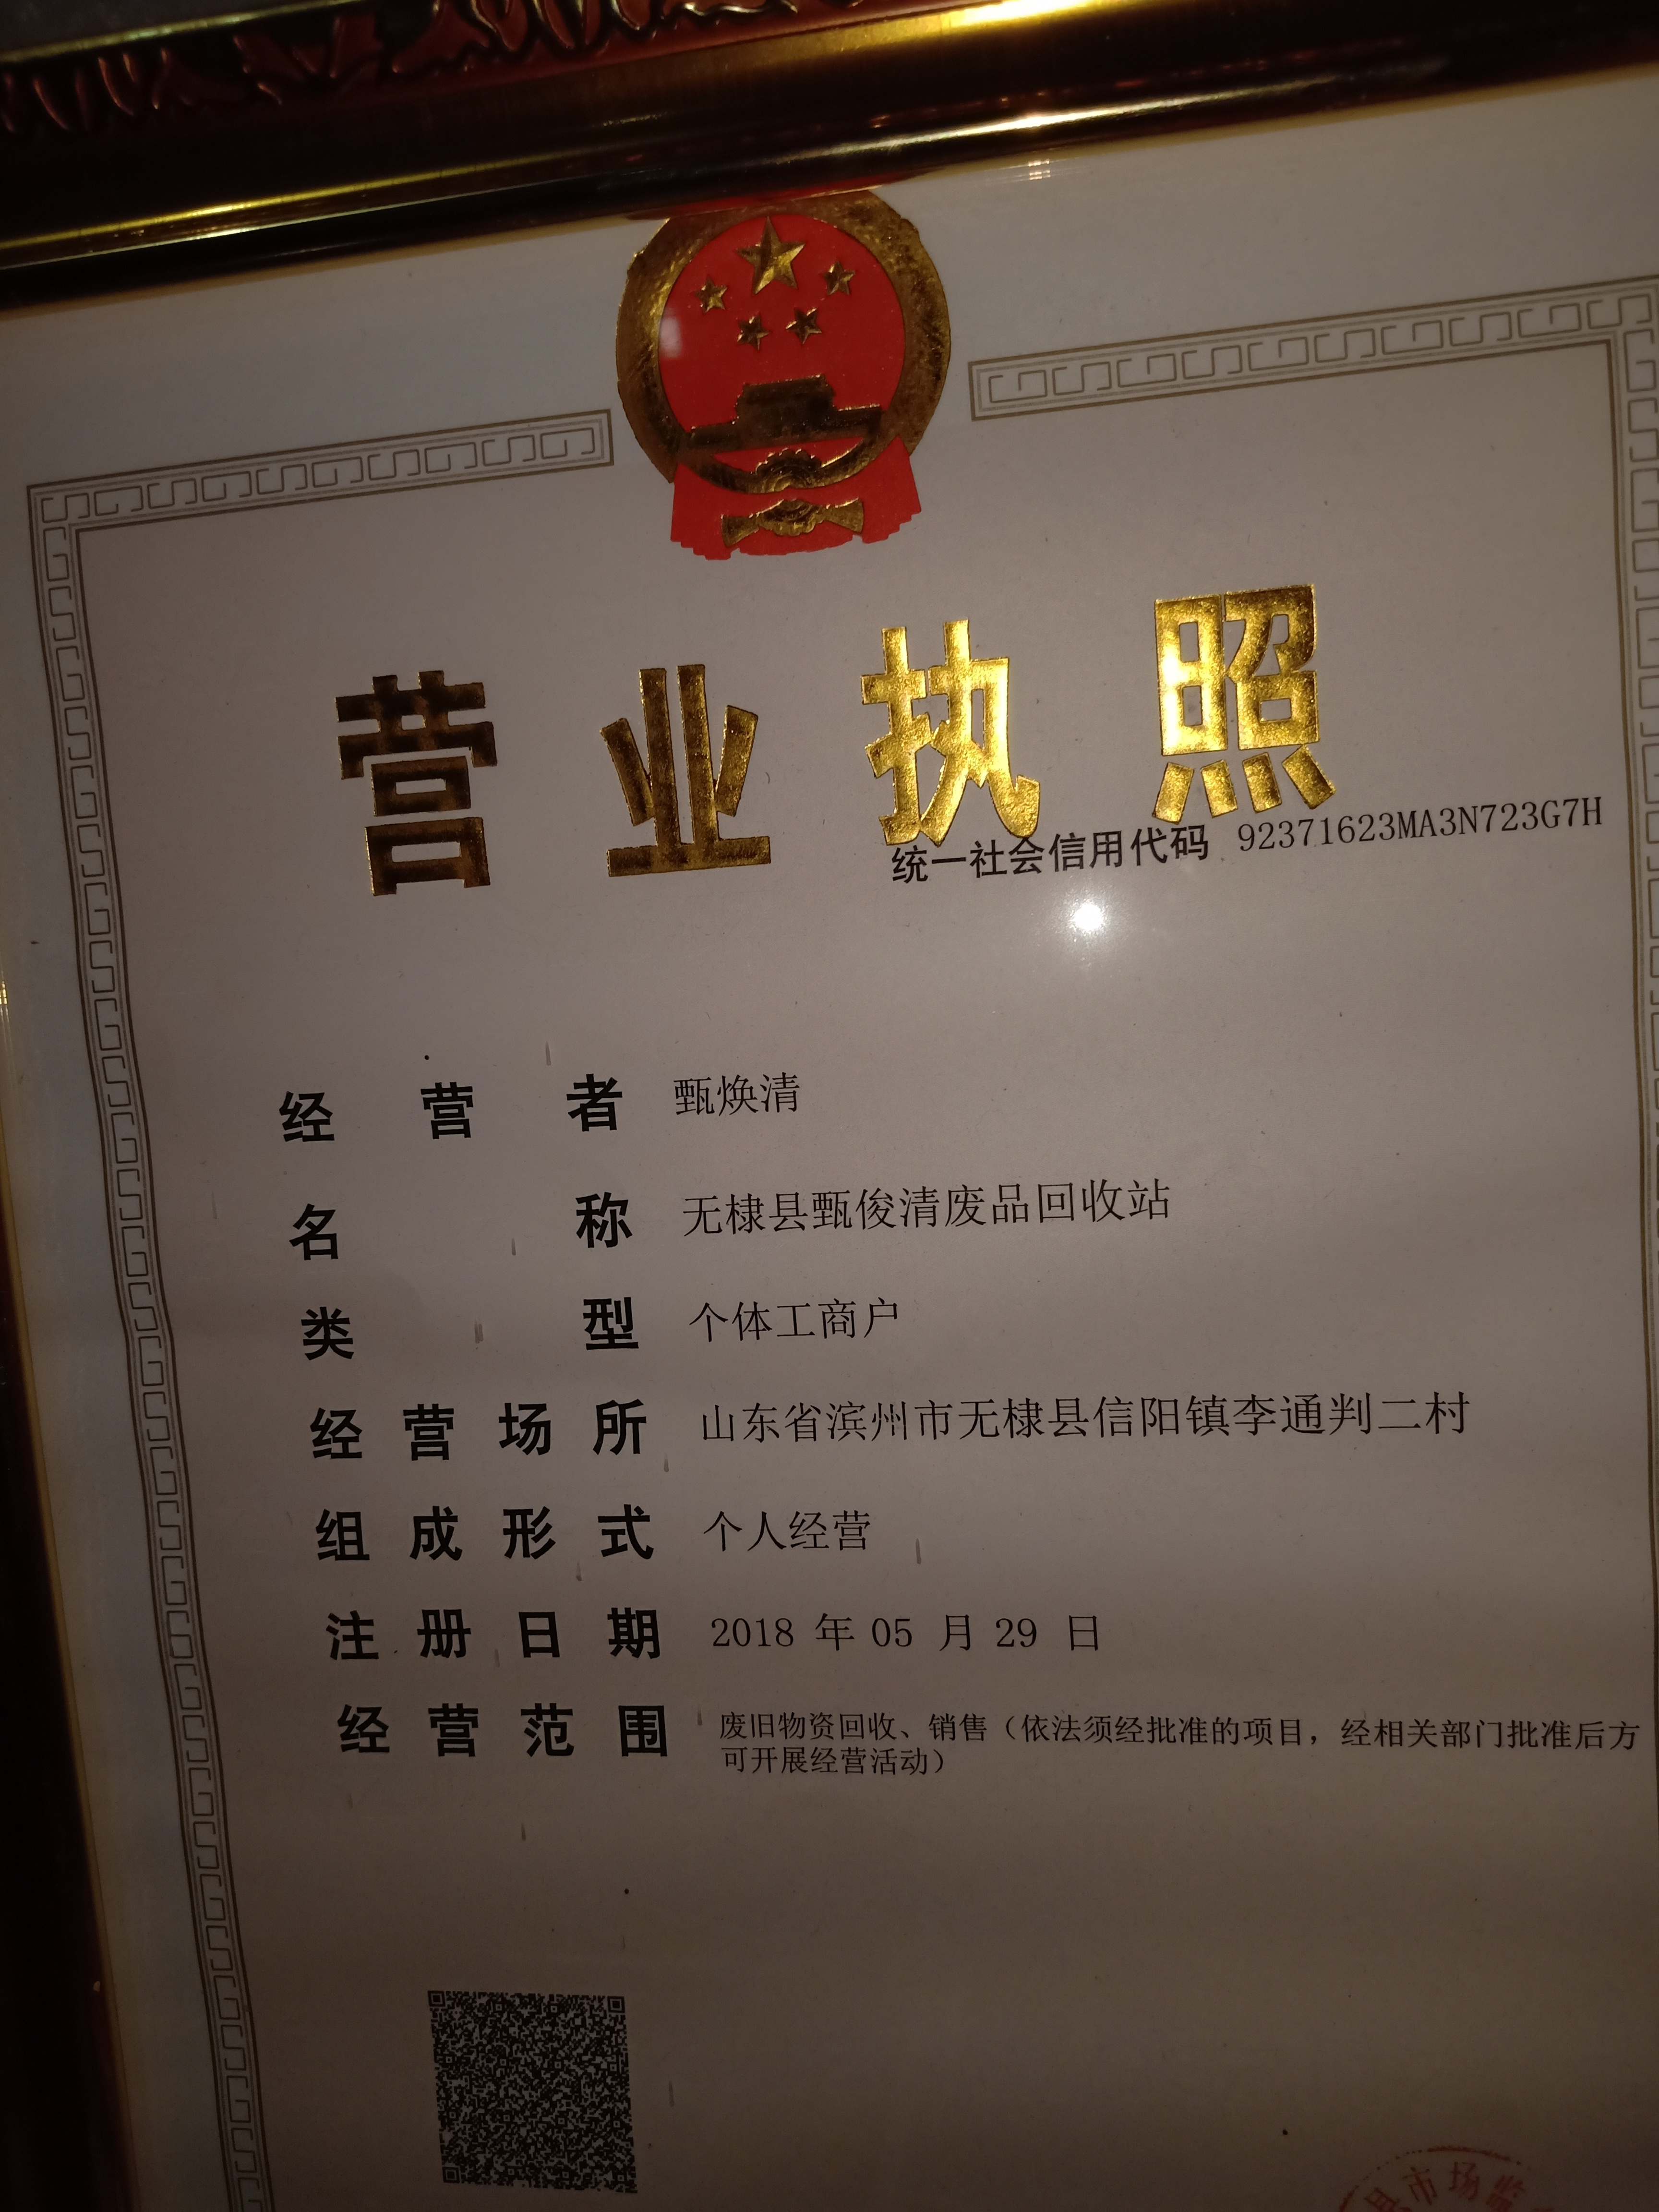 营业执照
统一社会信用代码 92371623MA3N723G7H
经营者 甄焕清
名称 无棣县甄俊清废品回收站
类型 个体工商户
经营场所 山东省滨州市无棣县信阳镇李通判二村
组成形式 个人经营
注册日期 2018 年 05 月 29 日
经营范围 废旧物资回收、销售（依法须经批准的项目，经相关部门批准后方
可开展经营活动）
县市场监